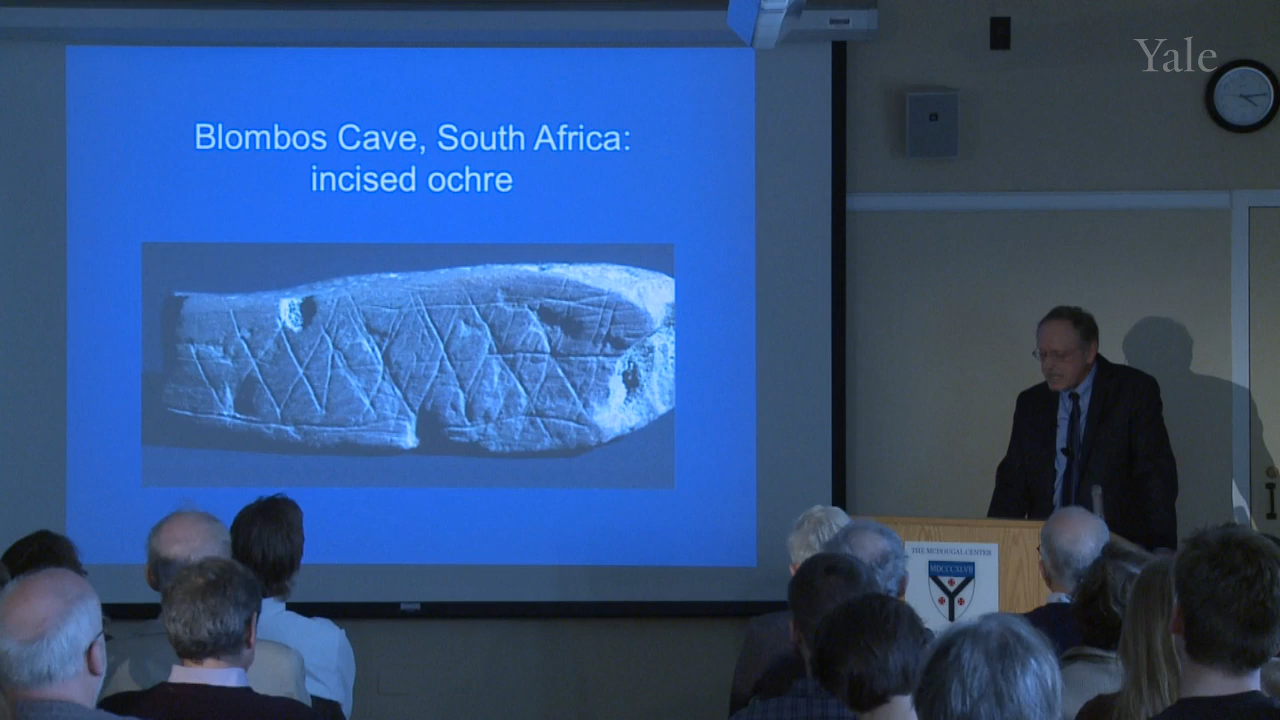 Blombos Cave, South Africa:
incised ochre
Yale
THE MCDOUGAL CENTER
MDCCCXLVII